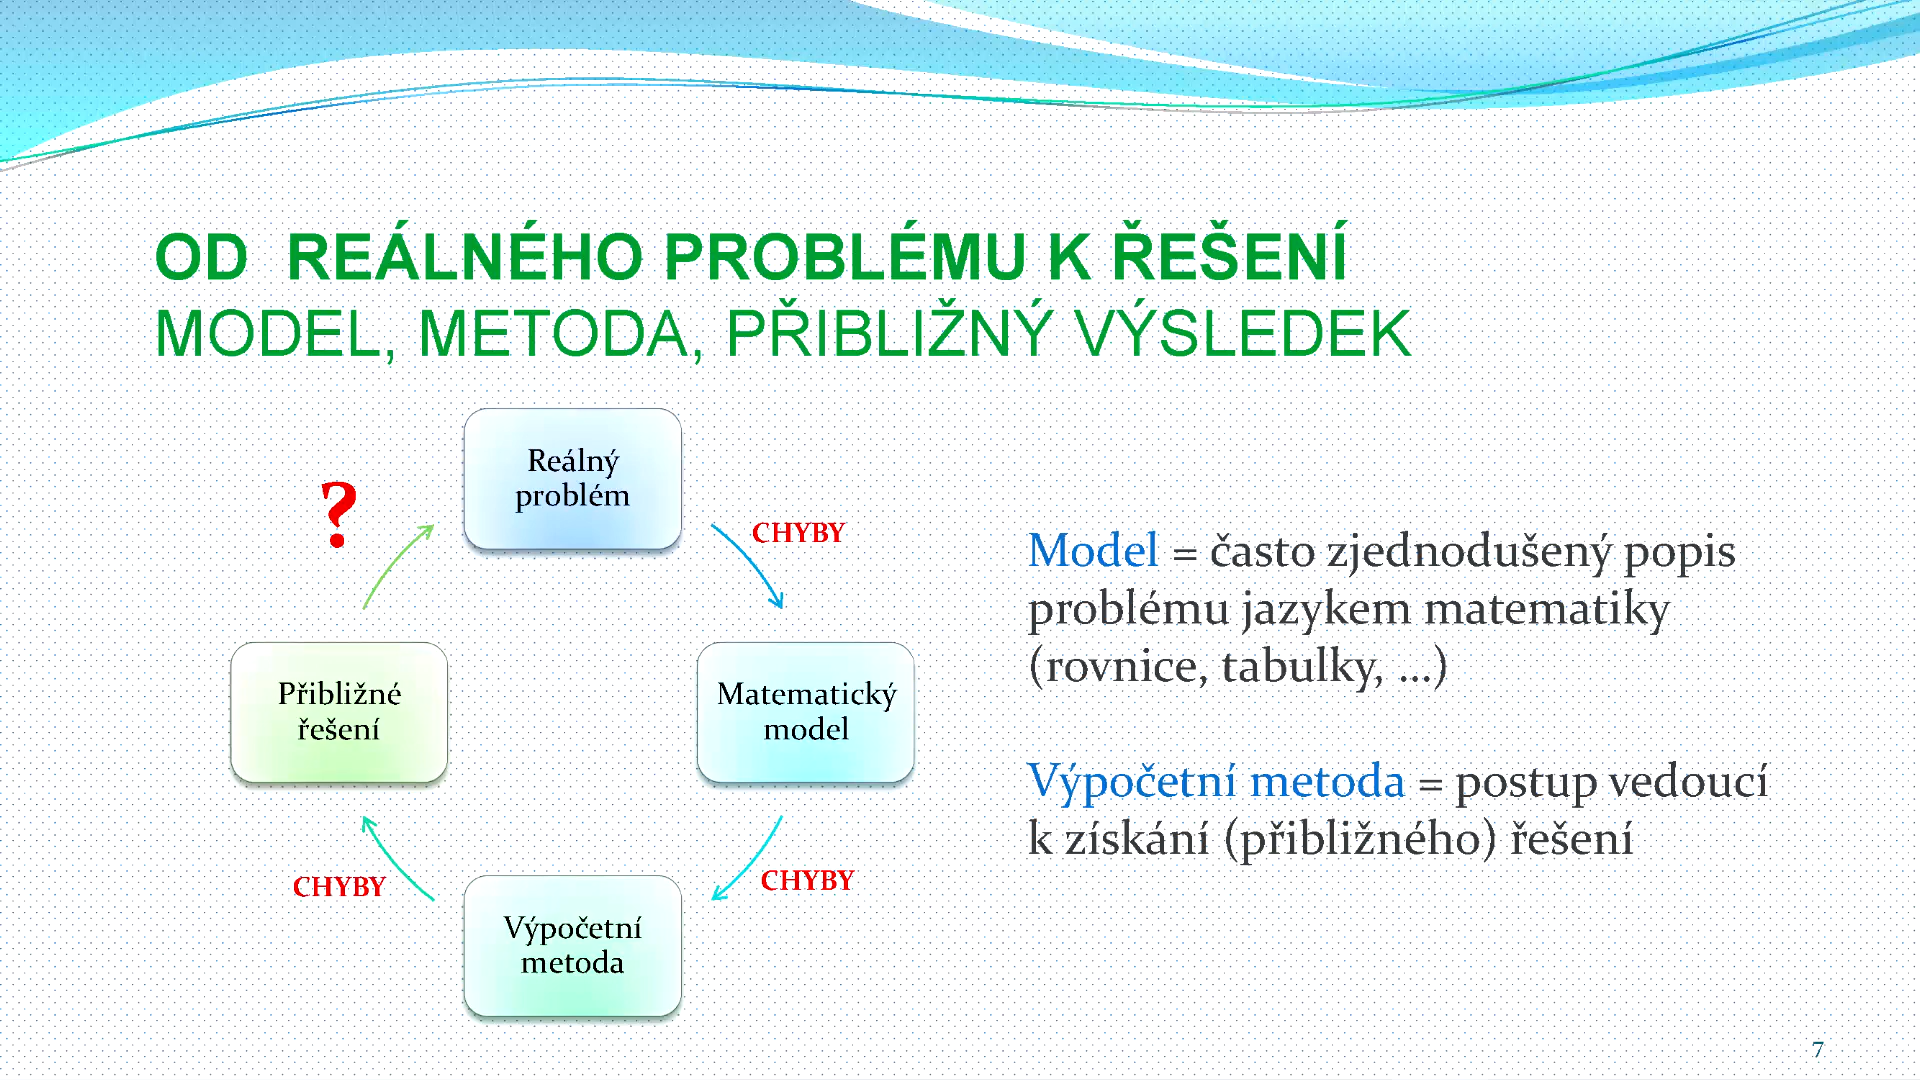 OD REÁLNÉHO PROBLÉMU K ŘEŠENÍ
MODEL, METODA, PŘIBLIŽNÝ VÝSLEDEK
Reálný
problém
?
CHYBY
Matematický
model
CHYBY
Výpočetní
metoda
CHYBY
Přibližné
řešení
Model = často zjednodušený popis
problému jazykem matematiky
(rovnice, tabulky, …)
Výpočetní metoda = postup vedoucí
k získání (přibližného) řešení
7